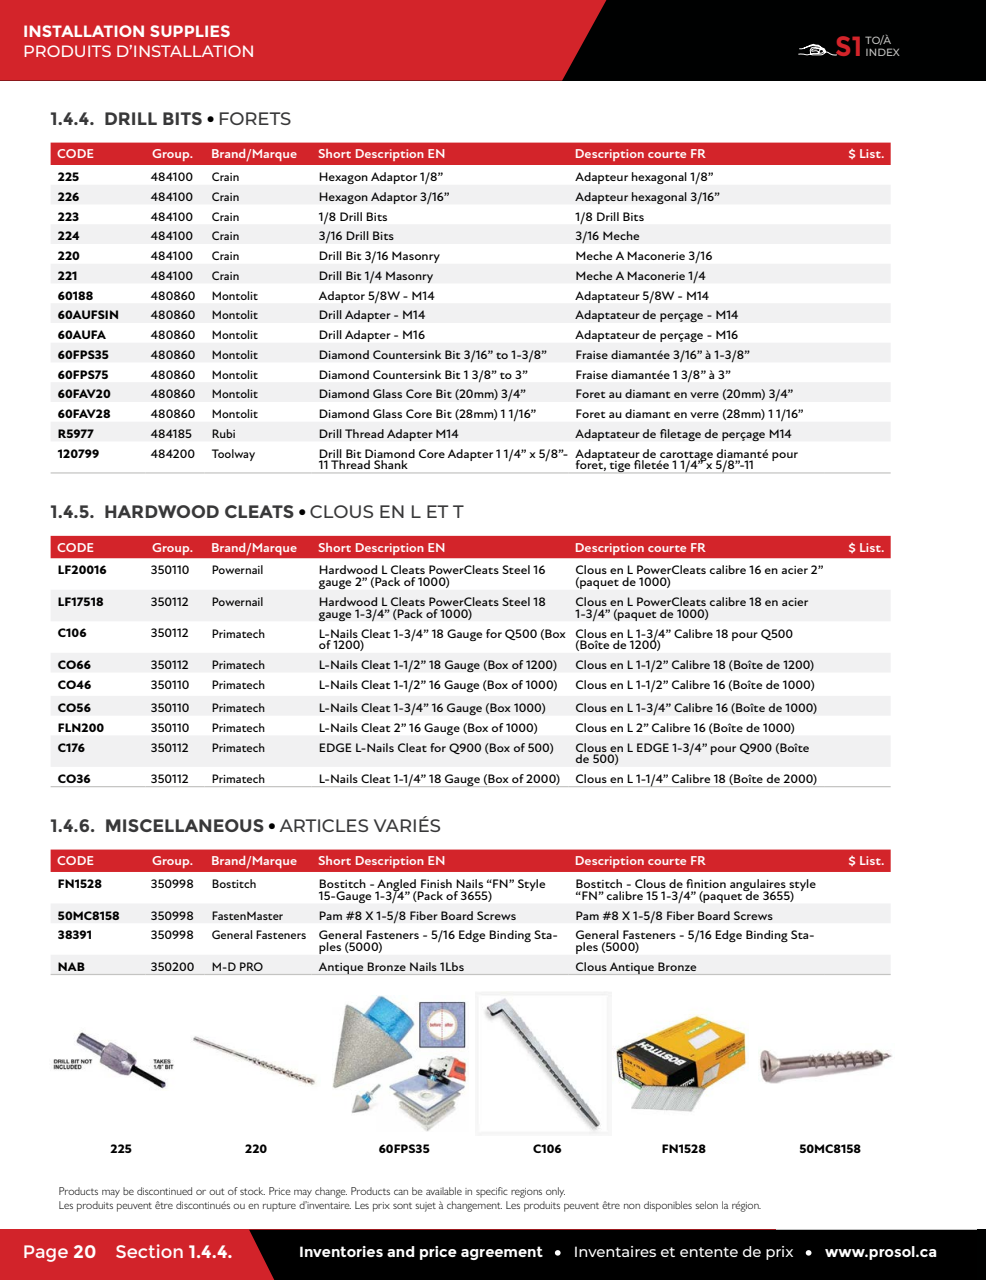 INSTALLATION SUPPLIES
PRODUITS D’INSTALLATION
S1 TO/À INDEX
1.4.4. DRILL BITS • FORETS
CODE Group. Brand/Marque Short Description EN Description courte FR $ List.
225 484100 Crain Hexagon Adaptor 1/8” Adapteur hexagonal 1/8”
226 484100 Crain Hexagon Adaptor 3/16” Adapteur hexagonal 3/16”
223 484100 Crain 1/8 Drill Bits 1/8 Drill Bits
224 484100 Crain 3/16 Drill Bits 3/16 Meche
220 484100 Crain Drill Bit 3/16 Masonry Meche A Maconerie 3/16
221 484100 Crain Drill Bit 1/4 Masonry Meche A Maconerie 1/4
60188 480860 Montolit Adaptor 5/8W - M14 Adaptateur 5/8W - M14
60AUFSIN 480860 Montolit Drill Adapter - M14 Adaptateur de perçage - M14
60AUFA 480860 Montolit Drill Adapter - M16 Adaptateur de perçage - M16
60FPS35 480860 Montolit Diamond Countersink Bit 3/16” to 1-3/8” Fraise diamantée 3/16” à 1-3/8”
60FPS75 480860 Montolit Diamond Countersink Bit 1 3/8” to 3” Fraise diamantée 1 3/8” à 3”
60FAV20 480860 Montolit Diamond Glass Core Bit (20mm) 3/4” Foret au diamant en verre (20mm) 3/4”
60FAV28 480860 Montolit Diamond Glass Core Bit (28mm) 1 1/16” Foret au diamant en verre (28mm) 1 1/16”
R5977 484185 Rubi Drill Thread Adapter M14 Adaptateur de filetage de perçage M14
120799 484200 Toolway Drill Bit Diamond Core Adapter 1 1/4” x 5/8”- Adaptateur de carottage diamanté pour
11 Thread Shank foret, tige filetée 1 1/4” x 5/8”-11
1.4.5. HARDWOOD CLEATS • CLOUS EN L ET T
CODE Group. Brand/Marque Short Description EN Description courte FR $ List.
LF20016 350110 Powernail Hardwood L Cleats PowerCleats Steel 16 Clous en L PowerCleats calibre 16 en acier 2”
gauge 2” (Pack of 1000) (paquet de 1000)
LF17518 350112 Powernail Hardwood L Cleats PowerCleats Steel 18 Clous en L PowerCleats calibre 18 en acier
gauge 1-3/4” (Pack of 1000) 1-3/4” (paquet de 1000)
C106 350112 Primatech L-Nails Cleat 1-3/4” 18 Gauge for Q500 (Box Clous en L 1-3/4” Calibre 18 pour Q500
of 1200) (Boîte de 1200)
CO66 350112 Primatech L-Nails Cleat 1-1/2” 18 Gauge (Box of 1200) Clous en L 1-1/2” Calibre 18 (Boîte de 1200)
CO46 350110 Primatech L-Nails Cleat 1-1/2” 16 Gauge (Box of 1000) Clous en L 1-1/2” Calibre 16 (Boîte de 1000)
CO56 350110 Primatech L-Nails Cleat 1-3/4” 16 Gauge (Box 1000) Clous en L 1-3/4” Calibre 16 (Boîte de 1000)
FLN200 350110 Primatech L-Nails Cleat 2” 16 Gauge (Box of 1000) Clous en L 2” Calibre 16 (Boîte de 1000)
C176 350112 Primatech EDGE L-Nails Cleat for Q900 (Box of 500) Clous en L EDGE 1-3/4” pour Q900 (Boîte
de 500)
CO36 350112 Primatech L-Nails Cleat 1-1/4” 18 Gauge (Box of 2000) Clous en L 1-1/4” Calibre 18 (Boîte de 2000)
1.4.6. MISCELLANEOUS • ARTICLES VARIÉS
CODE Group. Brand/Marque Short Description EN Description courte FR $ List.
FN1528 350998 Bostitch Bostitch - Angled Finish Nails “FN” Style Bostitch - Clous de finition angulaires style
15-Gauge 1-3/4” (Pack of 3655) “FN” calibre 15 1-3/4” (paquet de 3655)
50MC8158 350998 FastenMaster Pam #8 X 1-5/8 Fiber Board Screws Pam #8 X 1-5/8 Fiber Board Screws
38391 350998 General Fasteners General Fasteners - 5/16 Edge Binding Sta- General Fasteners - 5/16 Edge Binding Sta-
ples (5000) ples (5000)
NAB 350200 M-D PRO Antique Bronze Nails 1Lbs Clous Antique Bronze
DRILL BIT NOT INCLUDED
TAKES 1/8" BIT
BOSTITCH
225 220 60FPS35 C106 FN1528 50MC8158
Products may be discontinued or out of stock. Price may change. Products can be available in specific regions only.
Les produits peuvent être discontinués ou en rupture d’inventaire. Les prix sont sujet à changement. Les produits peuvent être non disponibles selon la région.
Page 20 Section 1.4.4. Inventories and price agreement • Inventaires et entente de prix • www.prosol.ca